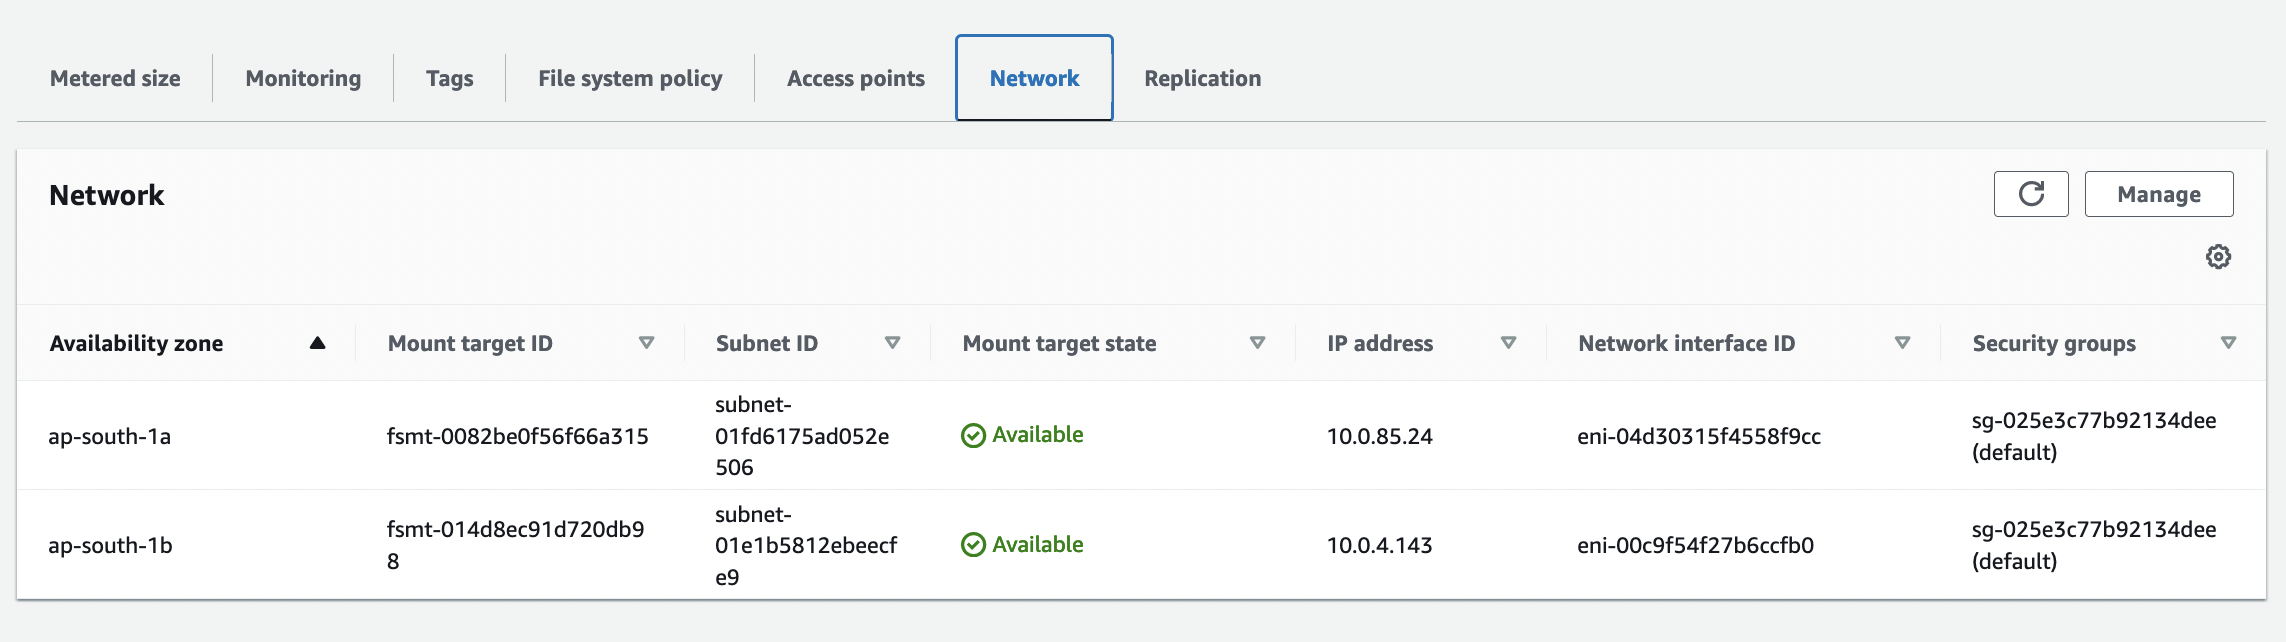 Metered size Monitoring Tags File system policy Access points Network Replication
Network
Manage
Availability zone Mount target ID Subnet ID Mount target state IP address Network interface ID Security groups
ap-south-1a fsmt-0082be0f56f66a315 subnet-01fd6175ad052e506 Available 10.0.85.24 eni-04d30315f4558f9cc sg-025e3c77b92134dee (default)
ap-south-1b fsmt-014d8ec91d720db98 subnet-01e1b5812ebeecfe9 Available 10.0.4.143 eni-00c9f54f27b6ccfb0 sg-025e3c77b92134dee (default)